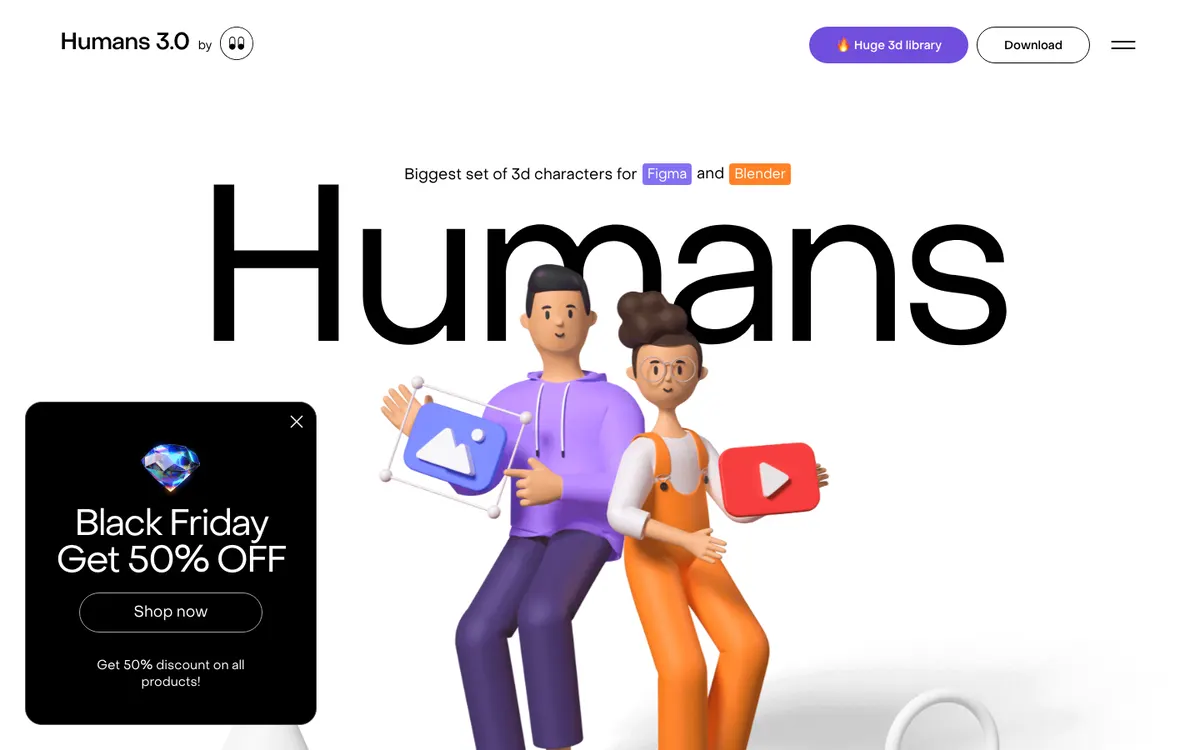 Humans 3.0 by
Huge 3d library
Download
Biggest set of 3d characters for Figma and Blender
Humans
Black Friday
Get 50% OFF
Shop now
Get 50% discount on all
products!